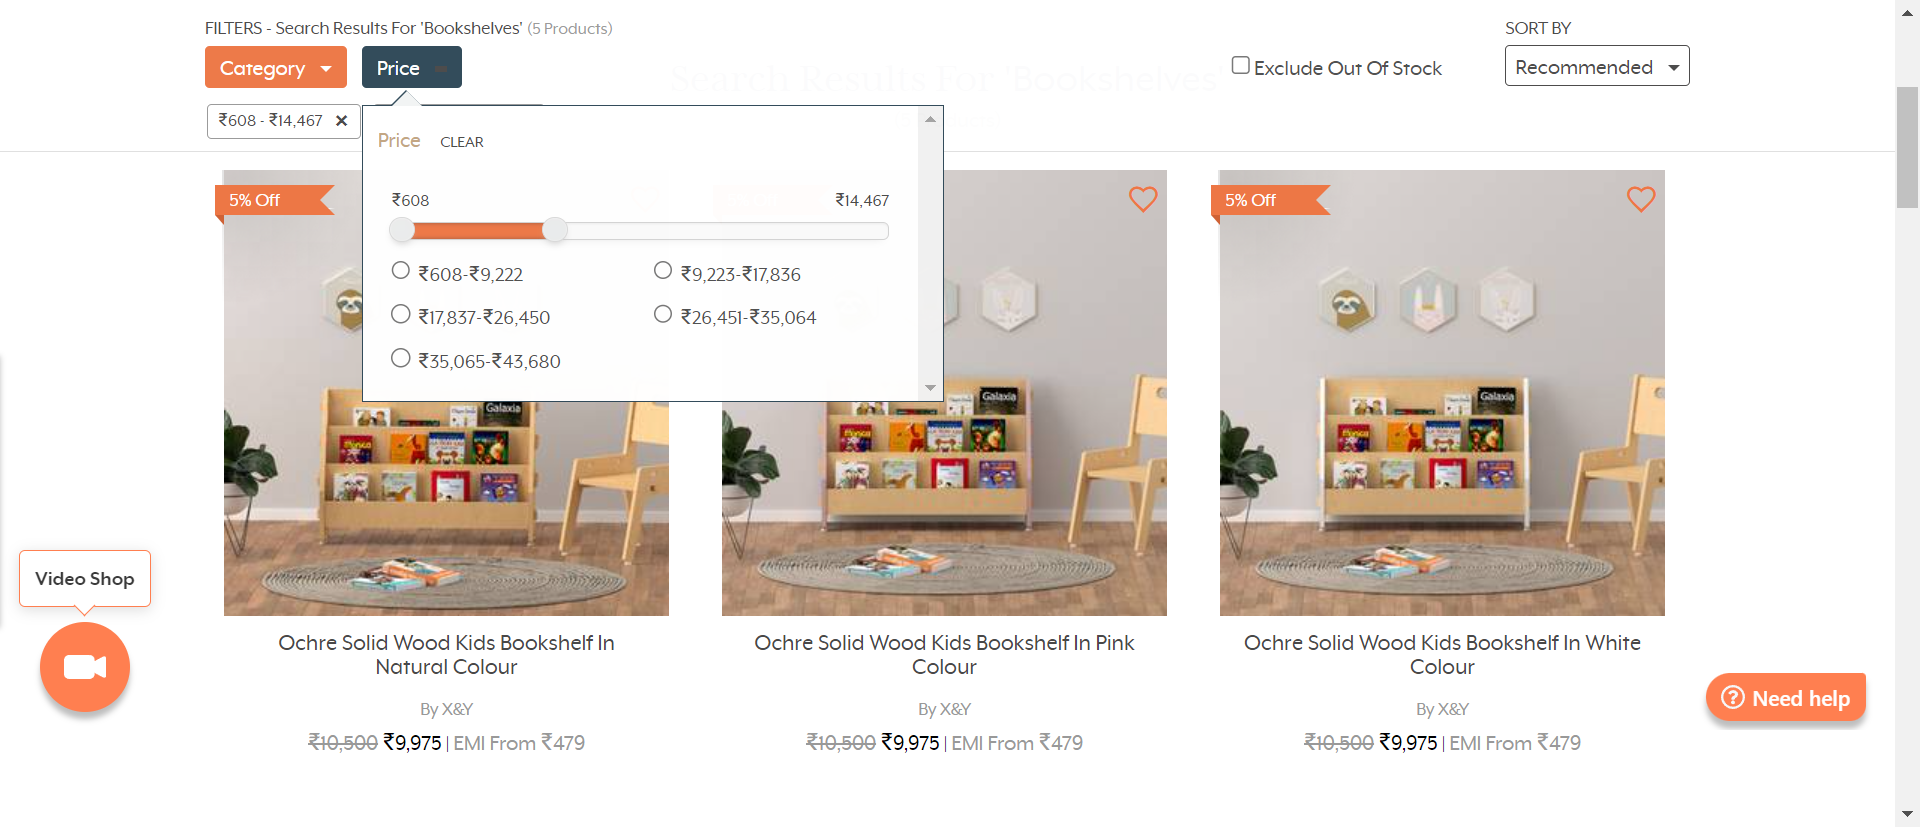 FILTERS - Search Results For 'Bookshelves' (5 Products)
SORT BY
Category
Price
Search Results For 'Bookshelves'
Exclude Out Of Stock
Recommended
₹608 - ₹14,467 ✕
Price CLEAR
₹608 ₹14,467
₹608-₹9,222
₹9,223-₹17,836
₹17,837-₹26,450
₹26,451-₹35,064
₹35,065-₹43,680
5% Off
5% Off
Galaxia
Galaxia
Galaxia
Video Shop
Ochre Solid Wood Kids Bookshelf In
Natural Colour
By X&Y
₹10,500 ₹9,975 | EMI From ₹479
Ochre Solid Wood Kids Bookshelf In Pink
Colour
By X&Y
₹10,500 ₹9,975 | EMI From ₹479
Ochre Solid Wood Kids Bookshelf In White
Colour
By X&Y
₹10,500 ₹9,975 | EMI From ₹479
Need help